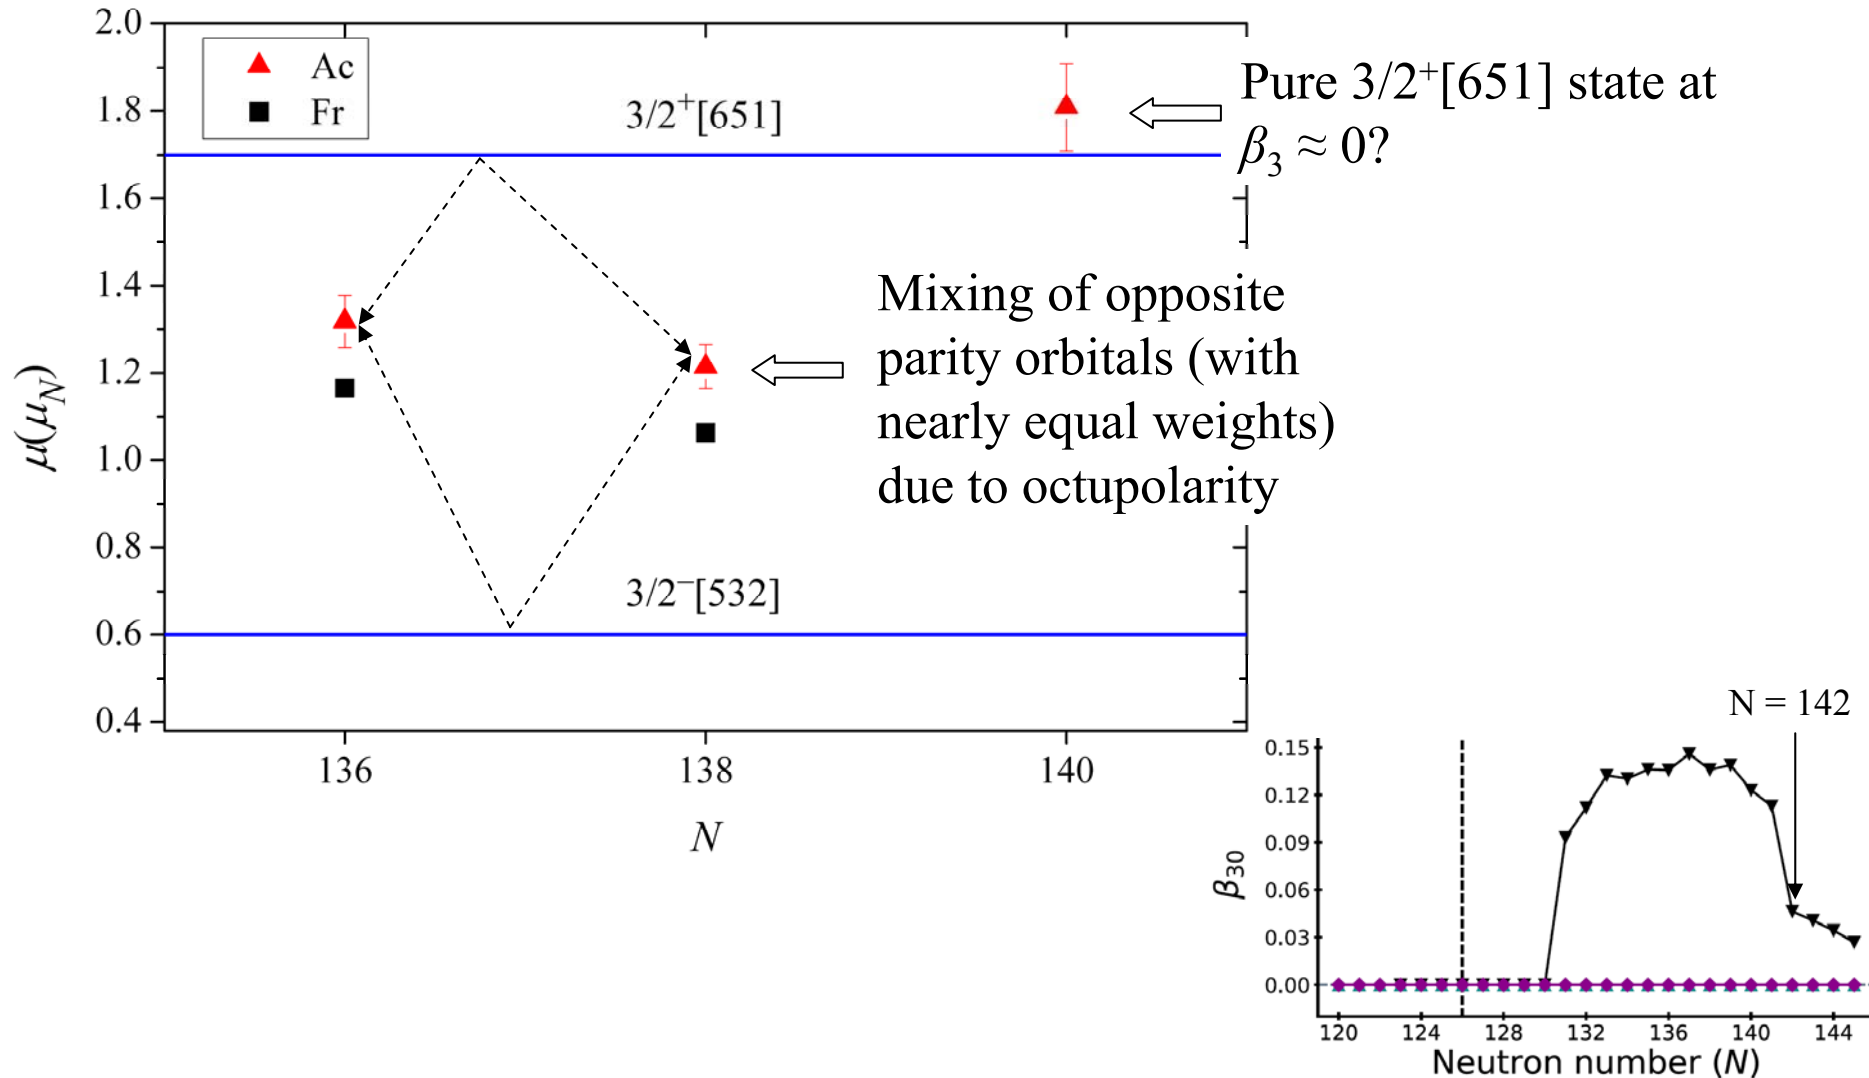 2.0
1.8
1.6
1.4
1.2
1.0
0.8
0.6
0.4
μ(μN)
Ac
Fr
3/2+[651]
3/2−[532]
136
138
140
N
Pure 3/2+[651] state at
β3 ≈ 0?
Mixing of opposite
parity orbitals (with
nearly equal weights)
due to octupolarity
N = 142
0.15
0.12
0.09
0.06
0.03
0.00
β30
120
124
128
132
136
140
144
Neutron number (N)